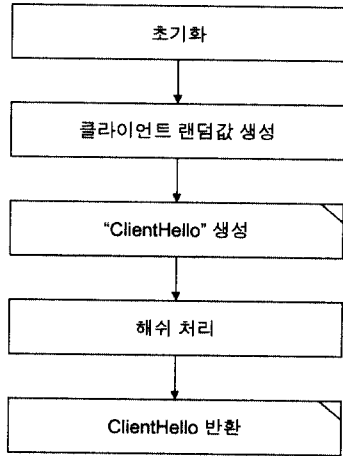 초기화
클라이언트 랜덤값 생성
“ClientHello” 생성
해쉬 처리
ClientHello 반환